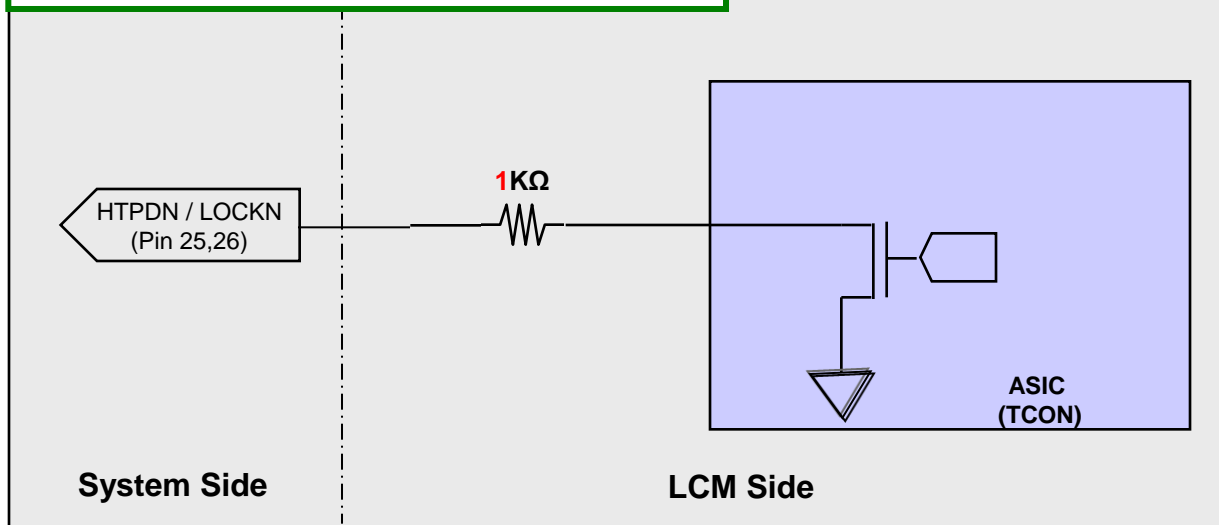 1KΩ
HTPDN / LOCKN
(Pin 25,26)
ASIC
(TCON)
System Side
LCM Side